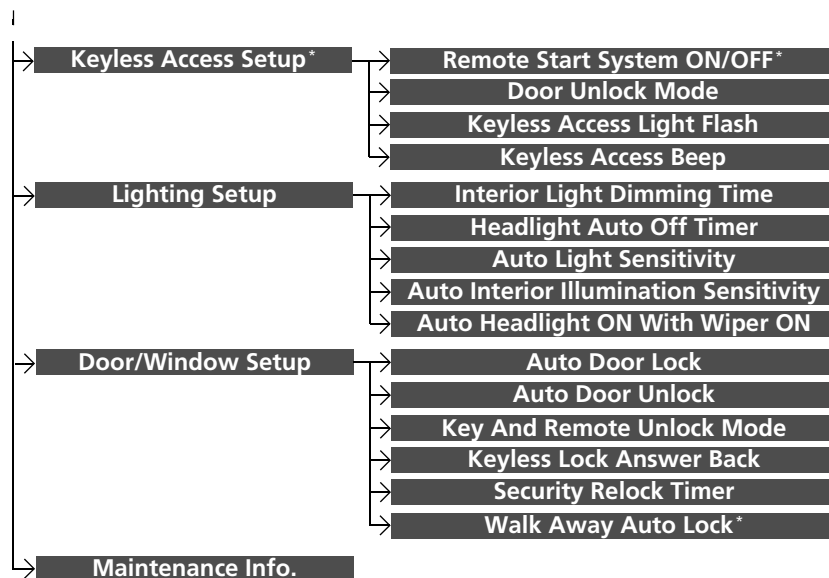 Keyless Access Setup*
Remote Start System ON/OFF*
Door Unlock Mode
Keyless Access Light Flash
Keyless Access Beep
Lighting Setup
Interior Light Dimming Time
Headlight Auto Off Timer
Auto Light Sensitivity
Auto Interior Illumination Sensitivity
Auto Headlight ON With Wiper ON
Door/Window Setup
Auto Door Lock
Auto Door Unlock
Key And Remote Unlock Mode
Keyless Lock Answer Back
Security Relock Timer
Walk Away Auto Lock*
Maintenance Info.